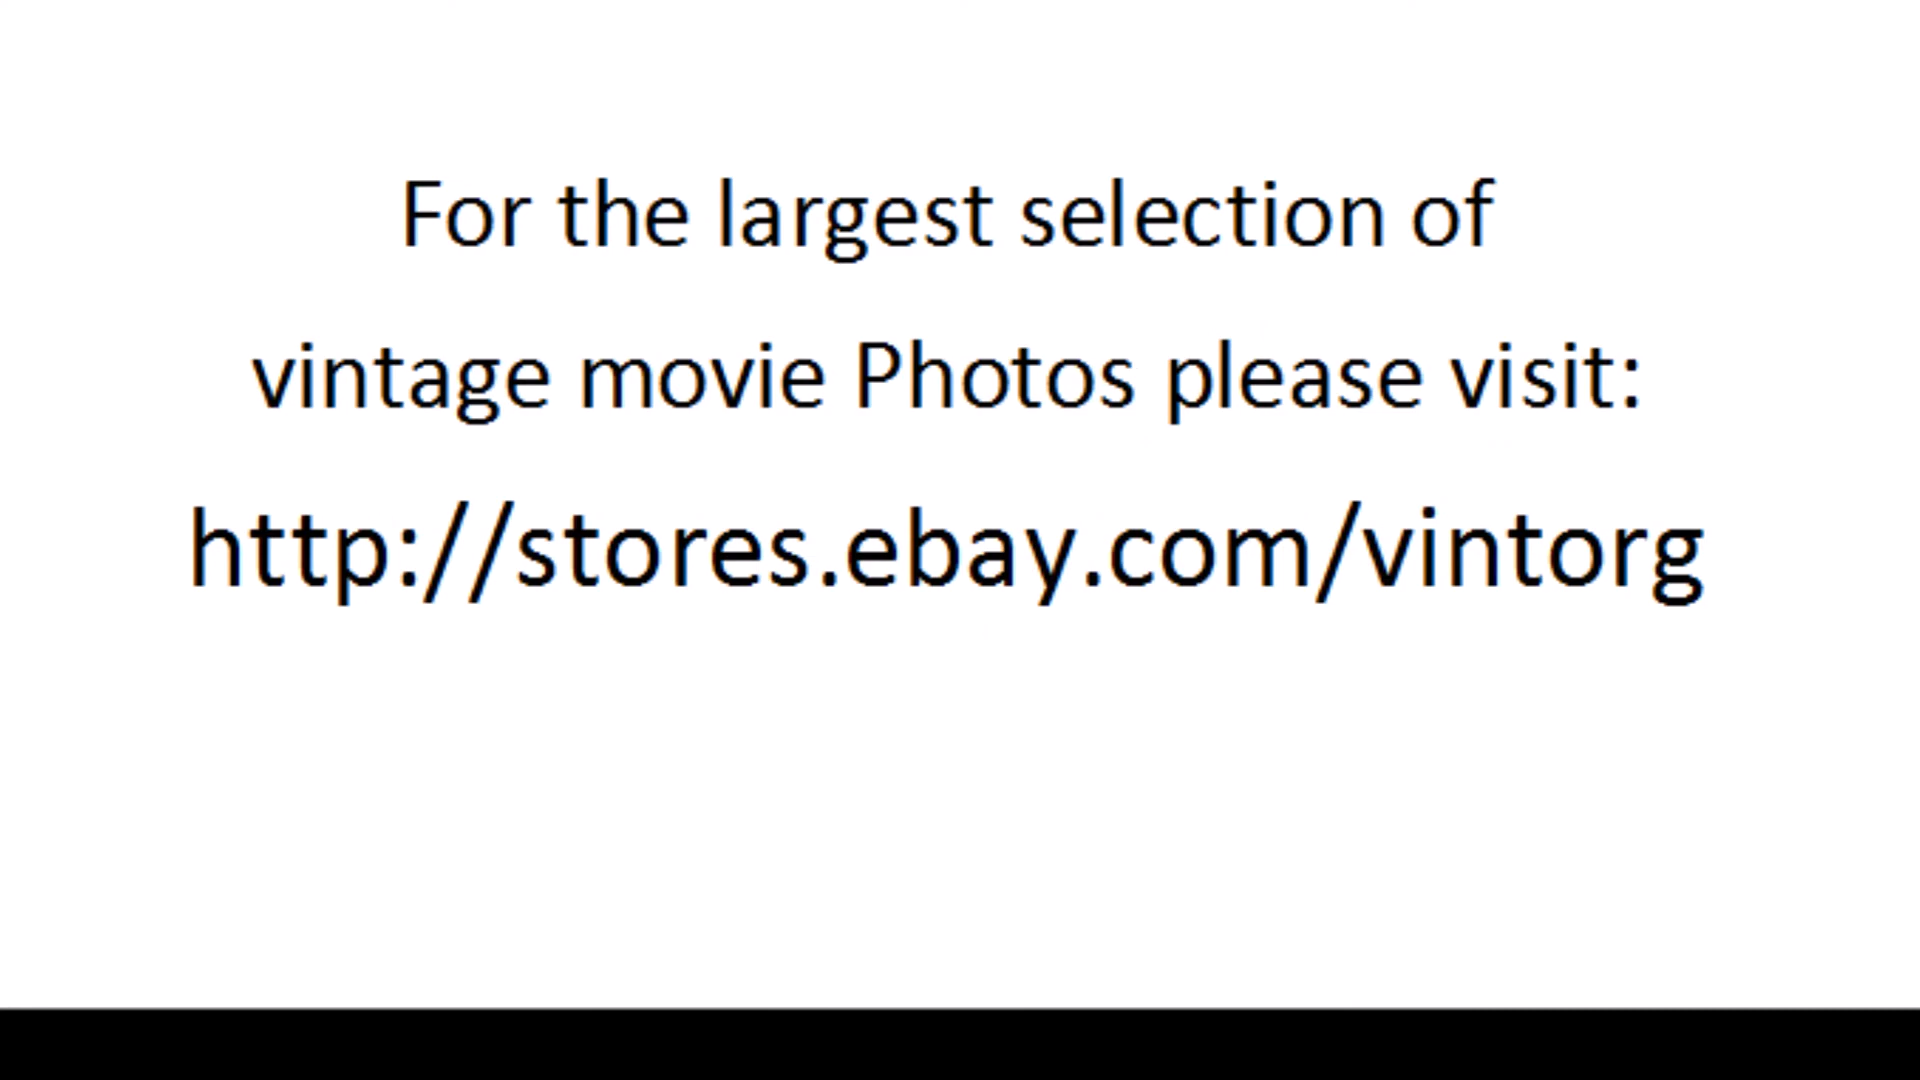 For the largest selection of
vintage movie Photos please visit:
http://stores.ebay.com/vintorg